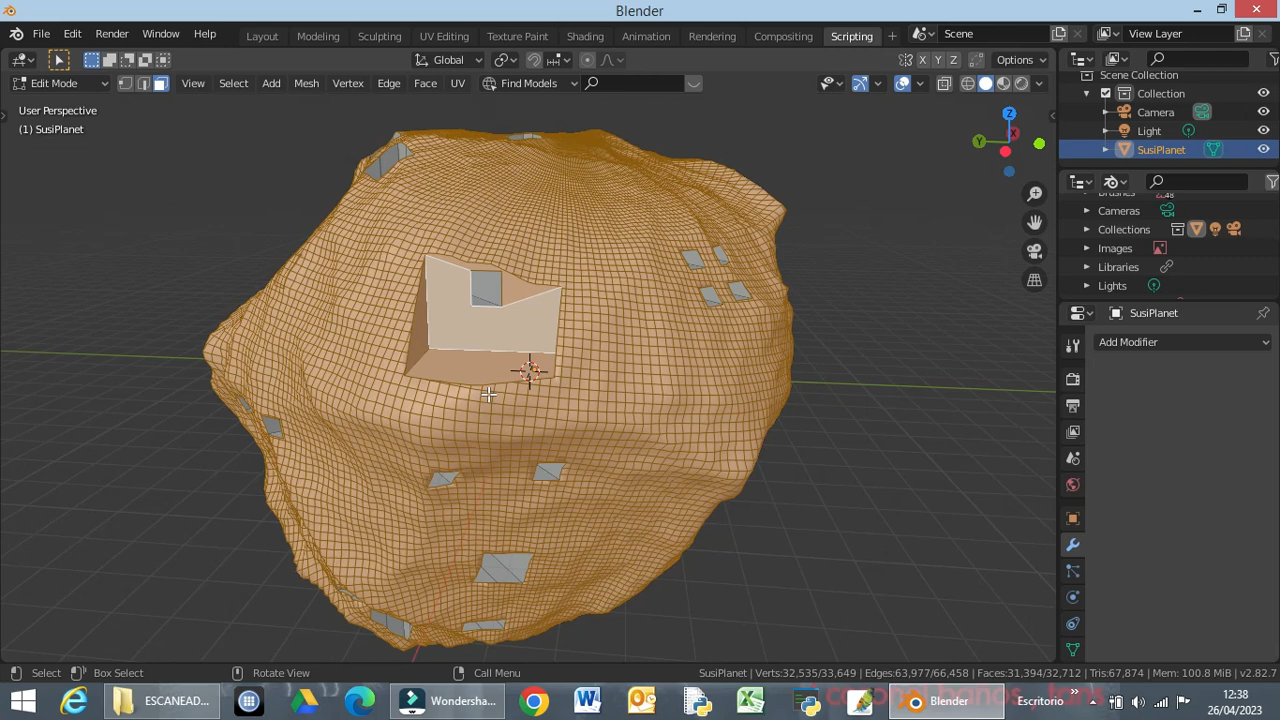 Blender
File Edit Render Window Help Layout Modeling Sculpting UV Editing Texture Paint Shading Animation Rendering Compositing Scripting Scene View Layer
Global X Y Z Options
Edit Mode View Select Add Mesh Vertex Edge Face UV Find Models
User Perspective
(1) SusiPlanet
Z
X
Y
Scene Collection
Collection
Camera
Light
SusiPlanet
Brushes 48
Cameras
Collections
Images
Libraries
Lights
SusiPlanet
Add Modifier
Select Box Select Rotate View Call Menu SusiPlanet | Verts:32,535/33,649 | Edges:63,977/66,458 | Faces:31,394/32,712 | Tris:67,874 | Mem: 100.8 MiB | v2.82.7
ESCANEAD... Wondersha... Blender Escritorio
12:38
26/04/2023